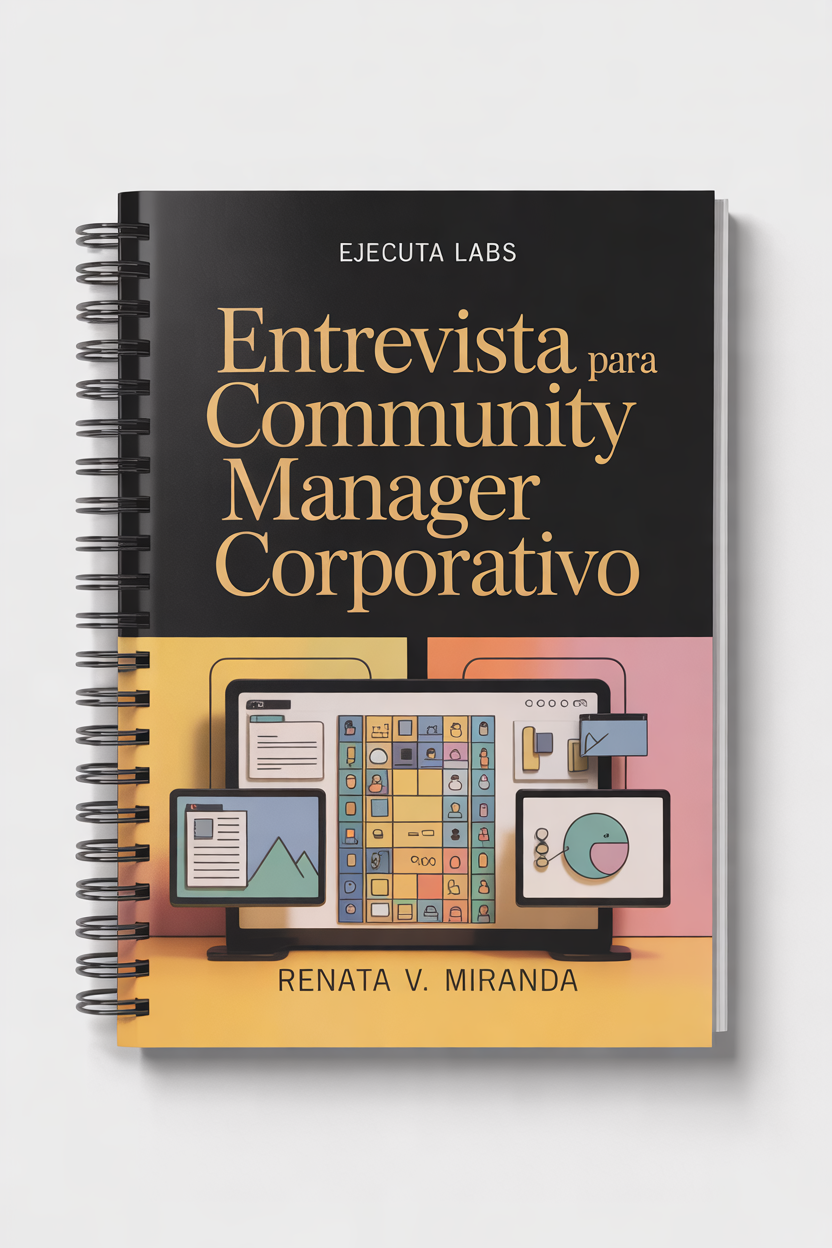 EJECUTA LABS
Entrevista para
Community
Manager
Corporativo
RENATA V. MIRANDA